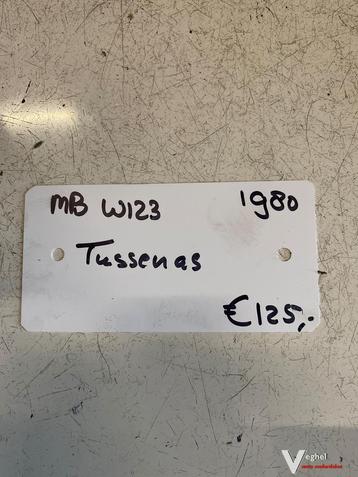 MB W123 1980
Tussenas
€125,-
Veghel